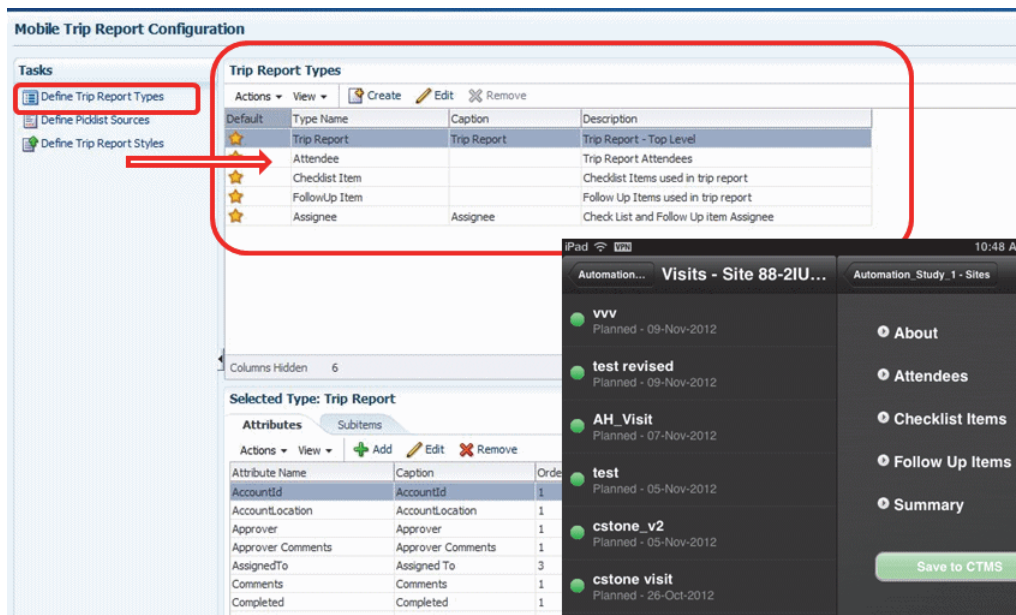 Mobile Trip Report Configuration
Tasks
Define Trip Report Types
Define Picklist Sources
Define Trip Report Styles
Trip Report Types
Actions View Create Edit Remove
Default Type Name Caption Description
Trip Report Trip Report Trip Report - Top Level
Attendee Trip Report Attendees
Checklist Item Checklist Items used in trip report
FollowUp Item Follow Up Items used in trip report
Assignee Assignee Check List and Follow Up item Assignee
Columns Hidden 6
Selected Type: Trip Report
Attributes Subitems
Actions View Add Edit Remove
Attribute Name Caption Orde
AccountId AccountId 1
AccountLocation AccountLocation 1
Approver Approver 1
Approver Comments Approver Comments 1
AssignedTo Assigned To 3
Comments Comments 1
Completed Completed 1
iPad VPN 10:48 A
Automation... Visits - Site 88-2IU... Automation_Study_1 - Sites
vvv
Planned - 09-Nov-2012
test revised
Planned - 09-Nov-2012
AH_Visit
Planned - 07-Nov-2012
test
Planned - 05-Nov-2012
cstone_v2
Planned - 05-Nov-2012
cstone visit
Planned - 26-Oct-2012
About
Attendees
Checklist Items
Follow Up Items
Summary
Save to CTMS